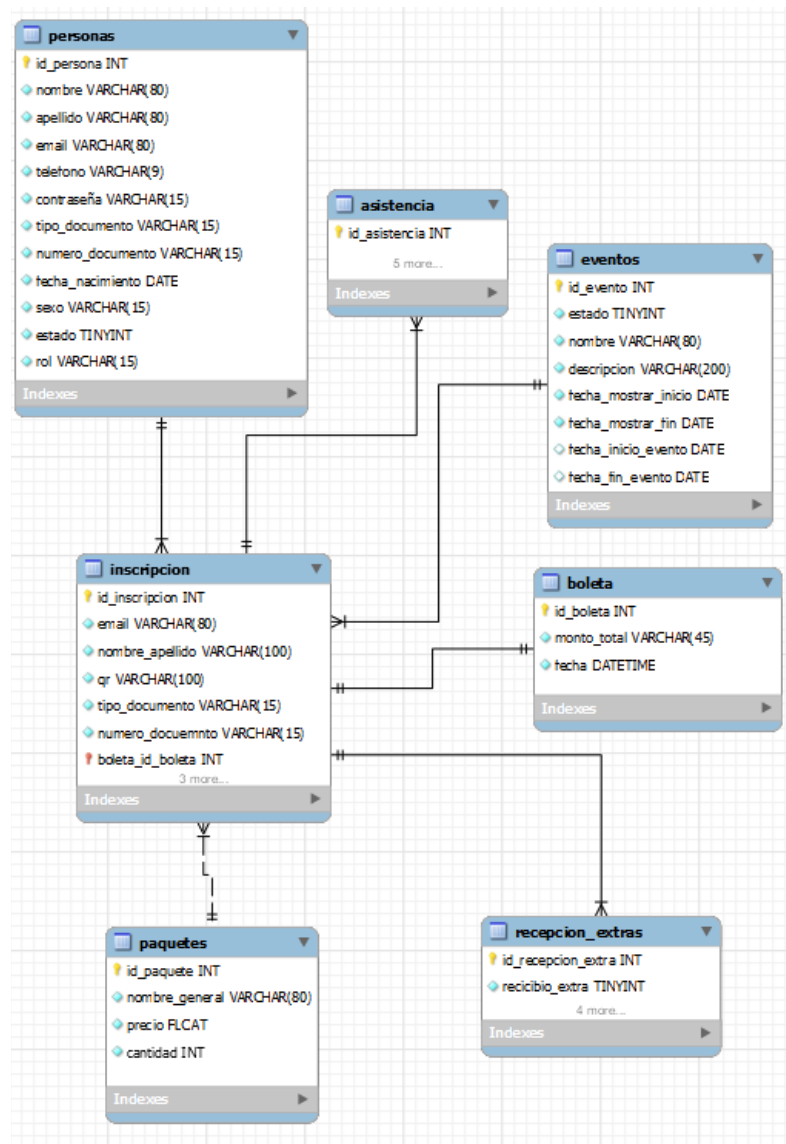 personas
id_persona INT
nombre VARCHAR(80)
apellido VARCHAR(80)
email VARCHAR(80)
telefono VARCHAR(9)
contraseña VARCHAR(15)
tipo_documento VARCHAR(15)
numero_documento VARCHAR(15)
fecha_nacimiento DATE
sexo VARCHAR(15)
estado TINYINT
rol VARCHAR(15)
Indexes
asistencia
id_asistencia INT
5 more...
Indexes
eventos
id_evento INT
estado TINYINT
nombre VARCHAR(80)
descripcion VARCHAR(200)
fecha_mostrar_inicio DATE
fecha_mostrar_fin DATE
fecha_inicio_evento DATE
fecha_fin_evento DATE
Indexes
inscripcion
id_inscripcion INT
email VARCHAR(80)
nombre_apellido VARCHAR(100)
qr VARCHAR(100)
tipo_documento VARCHAR(15)
numero_docuemnto VARCHAR(15)
boleta_id_boleta INT
3 more...
Indexes
boleta
id_boleta INT
monto_total VARCHAR(45)
fecha DATETIME
Indexes
paquetes
id_paquete INT
nombre_general VARCHAR(80)
precio FLOAT
cantidad INT
Indexes
recepcion_extras
id_recepcion_extra INT
recicibio_extra TINYINT
4 more...
Indexes